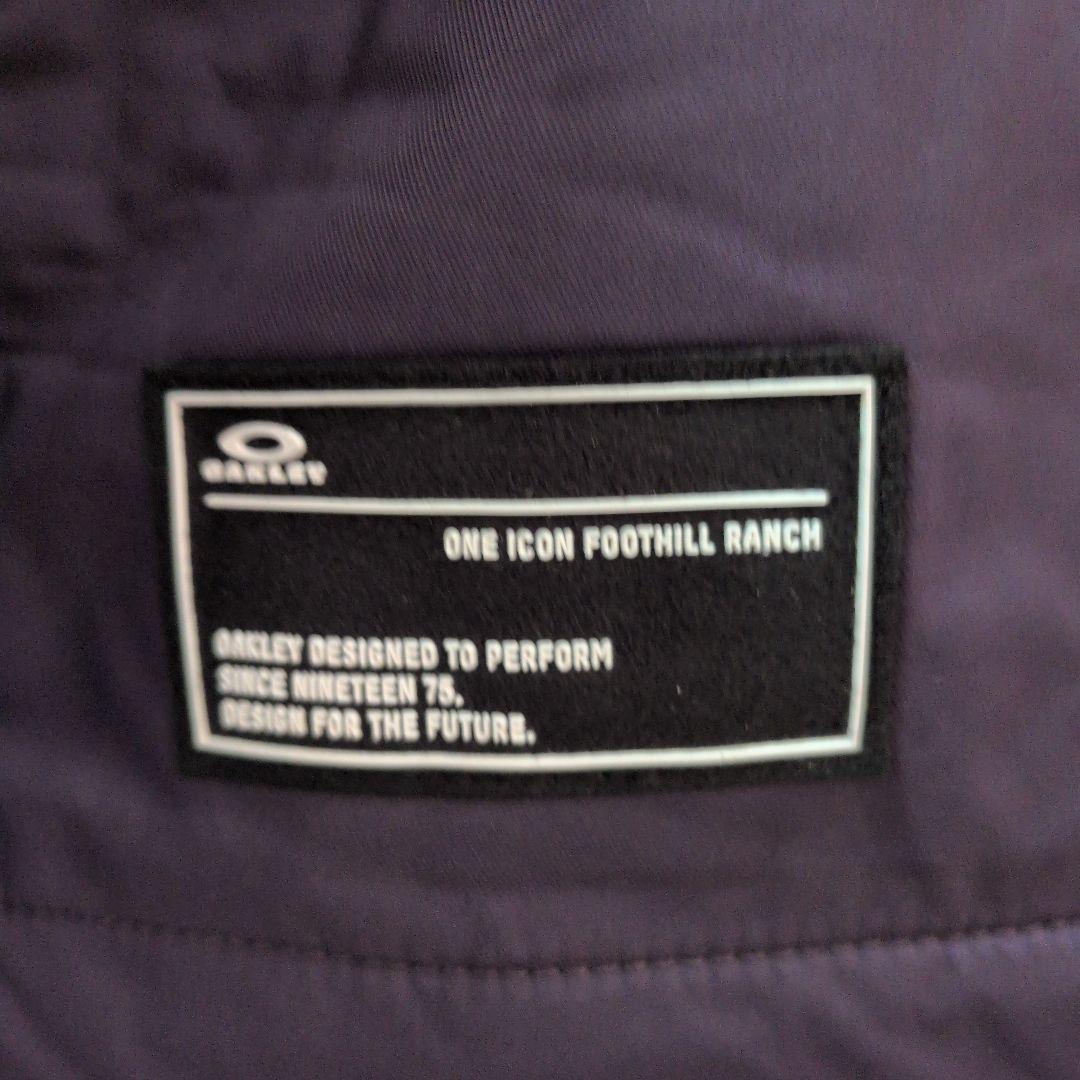 OAKLEY
ONE ICON FOOTHILL RANCH
OAKLEY DESIGNED TO PERFORM
SINCE NINETEEN 75.
DESIGN FOR THE FUTURE.